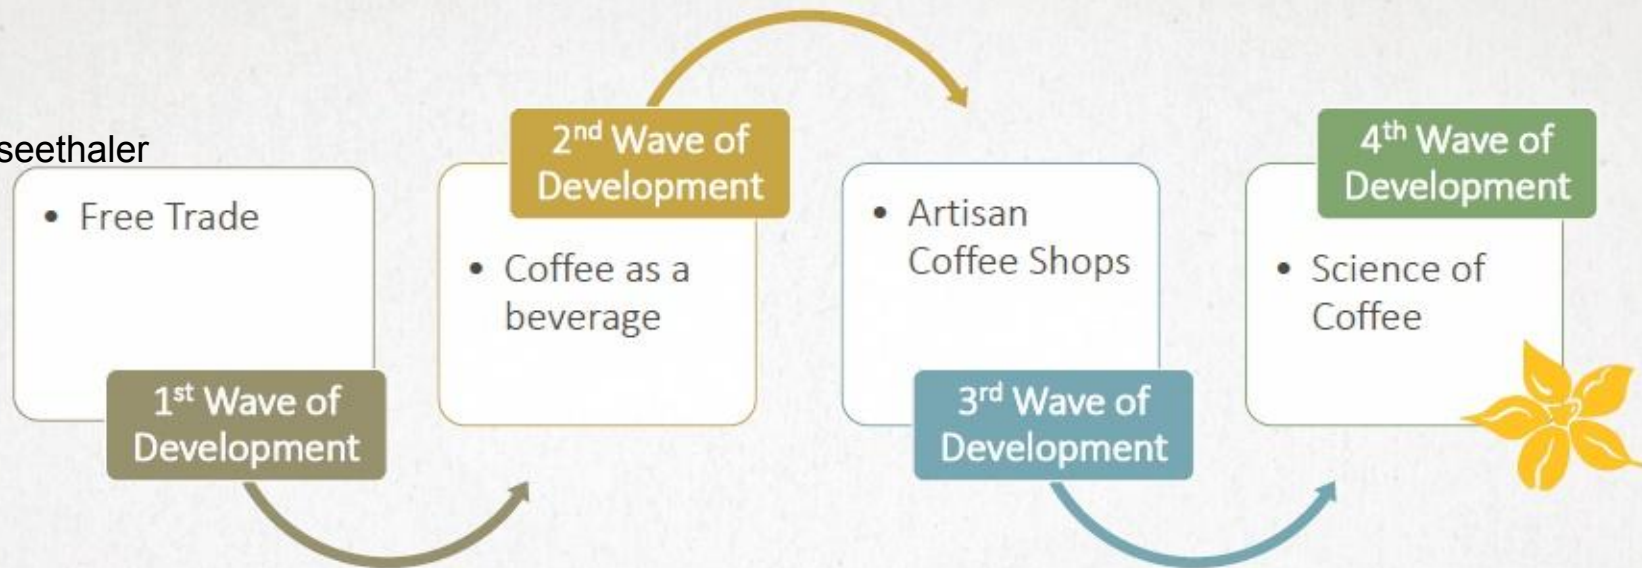 seethaler
• Free Trade
1st Wave of
Development
2nd Wave of
Development
• Coffee as a
beverage
• Artisan
Coffee Shops
3rd Wave of
Development
4th Wave of
Development
• Science of
Coffee